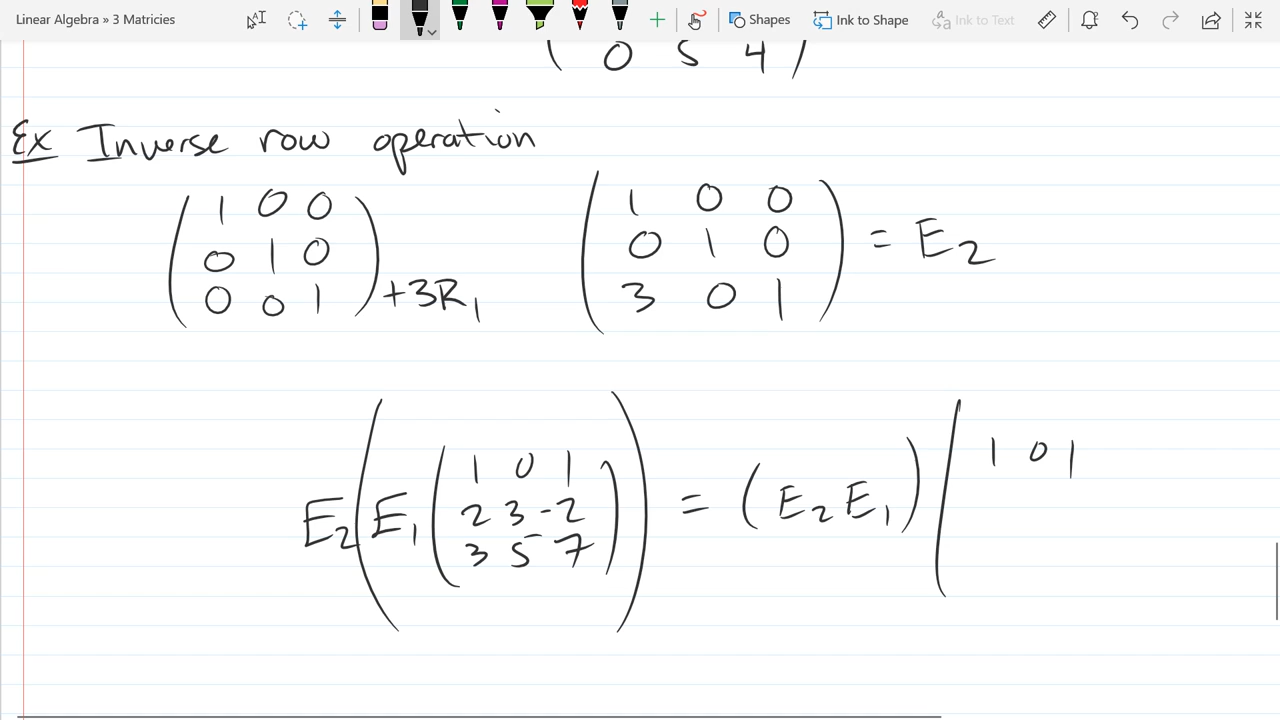 Linear Algebra » 3 Matricies Shapes Ink to Shape Ink to Text
( 0 5 4 )
Ex Inverse row operation
( 1 0 0 ) ( 1 0 0 )
( 0 1 0 ) ( 0 1 0 ) = E2
( 0 0 1 ) +3R1 ( 3 0 1 )
( 1 0 1 ) ( 1 0 1
E2 ( E1 ( 2 3 -2 ) ) = ( E2 E1 ) (
( 3 5 7 )